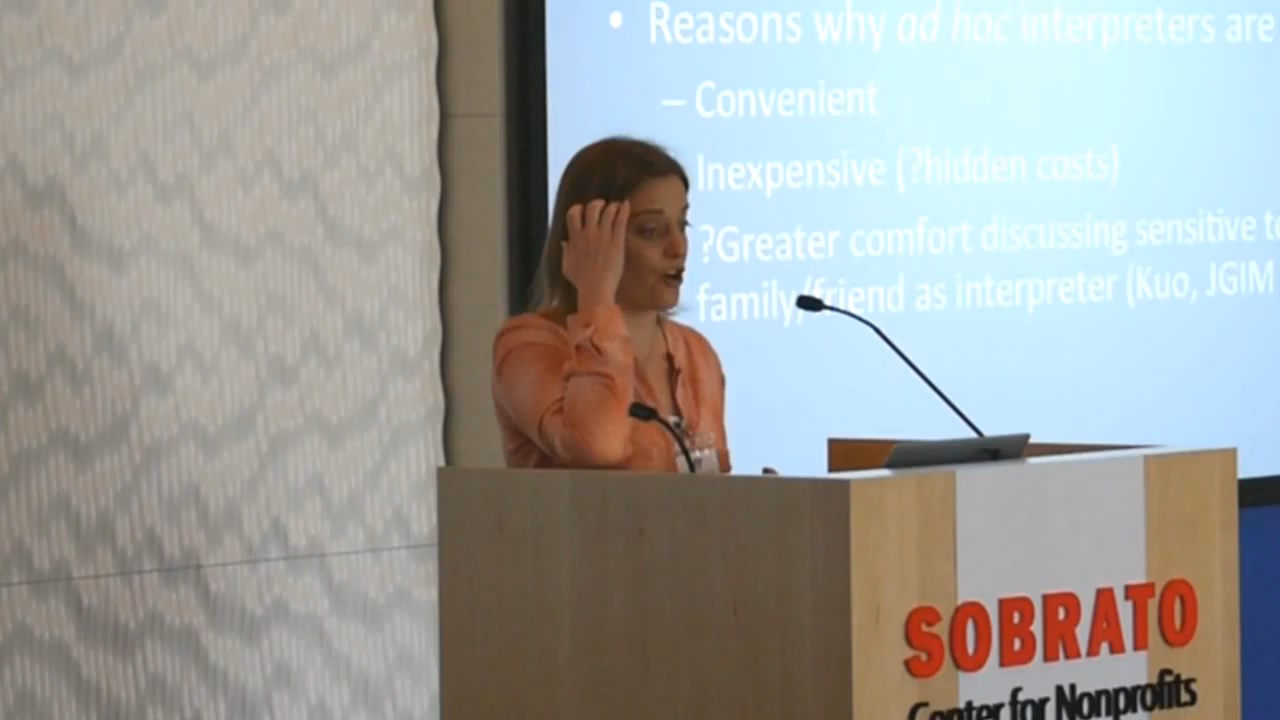 • Reasons why ad hoc interpreters are
– Convenient
Inexpensive (?hidden costs)
?Greater comfort discussing sensitive
family/friend as interpreter (Kuo, JGIM
SOBRATO
Center for Nonprofits